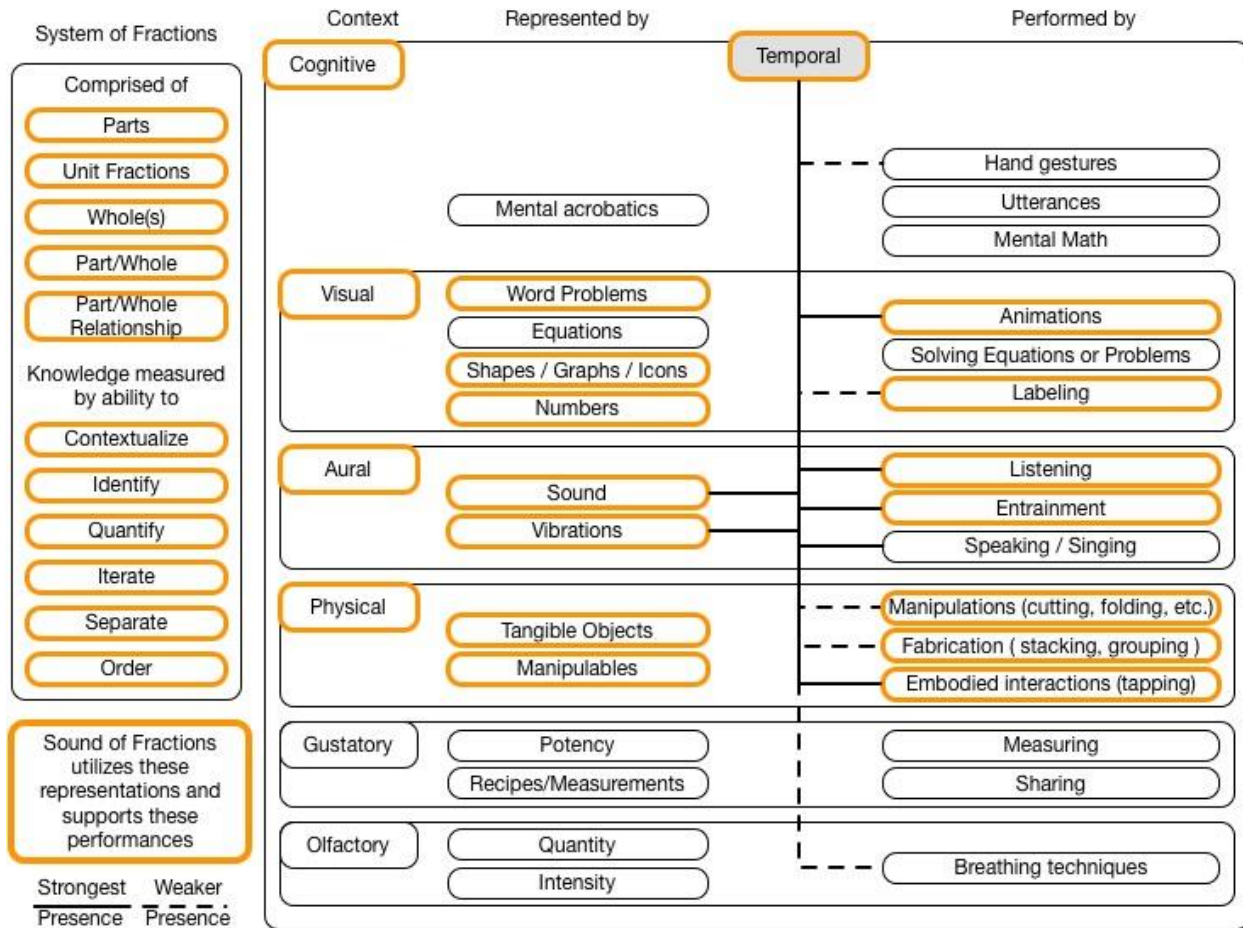 System of Fractions
Comprised of
Parts
Unit Fractions
Whole(s)
Part/Whole
Part/Whole
Relationship
Knowledge measured
by ability to
Contextualize
Identify
Quantify
Iterate
Separate
Order
Sound of Fractions
utilizes these
representations and
supports these
performances
Strongest Weaker
Presence Presence
Context Represented by Performed by
Cognitive
Temporal
Hand gestures
Mental acrobatics
Utterances
Mental Math
Visual
Word Problems
Equations
Shapes / Graphs / Icons
Numbers
Animations
Solving Equations or Problems
Labeling
Aural
Sound
Vibrations
Listening
Entrainment
Speaking / Singing
Physical
Tangible Objects
Manipulables
Manipulations (cutting, folding, etc.)
Fabrication ( stacking, grouping )
Embodied interactions (tapping)
Gustatory
Potency
Recipes/Measurements
Measuring
Sharing
Olfactory
Quantity
Intensity
Breathing techniques